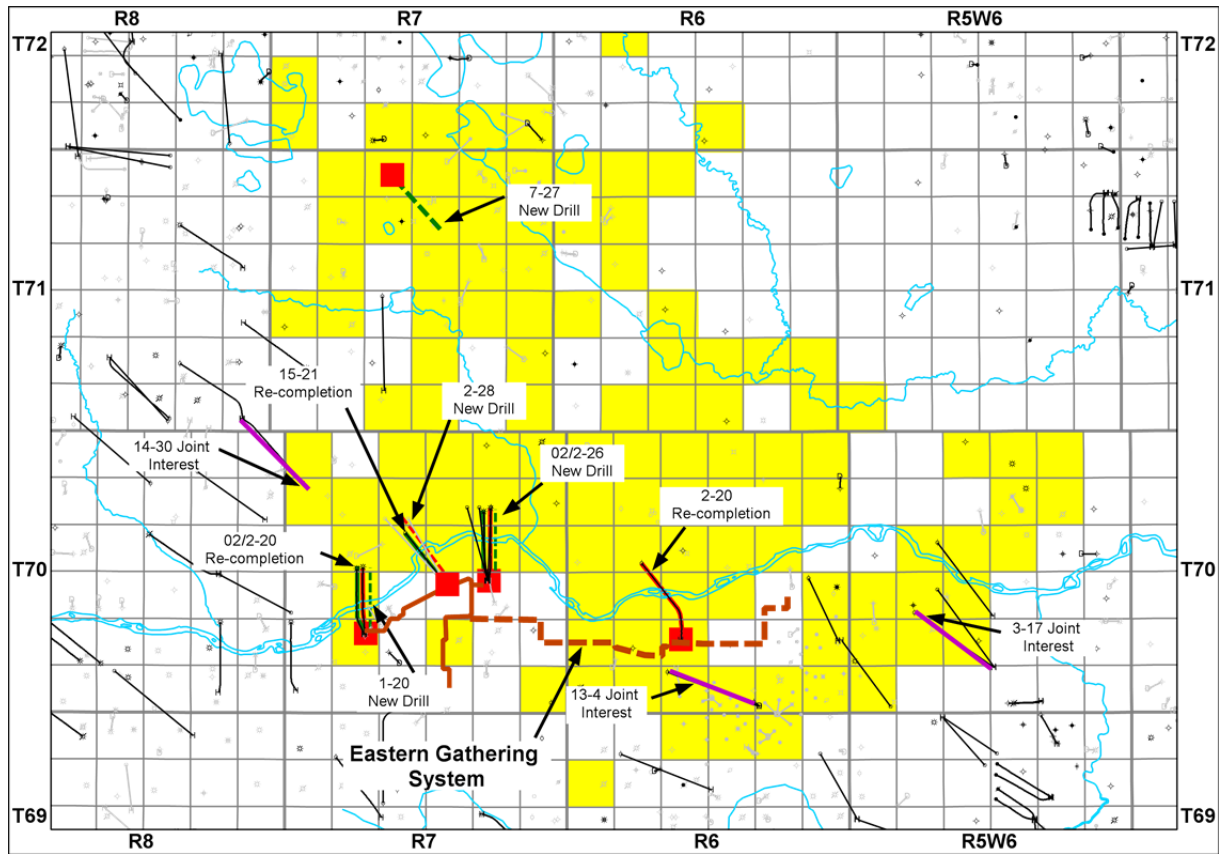 R8 R7 R6 R5W6
T72 T72
7-27
New Drill
T71 T71
15-21
Re-completion
2-28
New Drill
14-30 Joint
Interest
02/2-26
New Drill
2-20
Re-completion
02/2-20
Re-completion
T70 T70
3-17 Joint
Interest
1-20
New Drill
13-4 Joint
Interest
Eastern Gathering
System
T69 T69
R8 R7 R6 R5W6